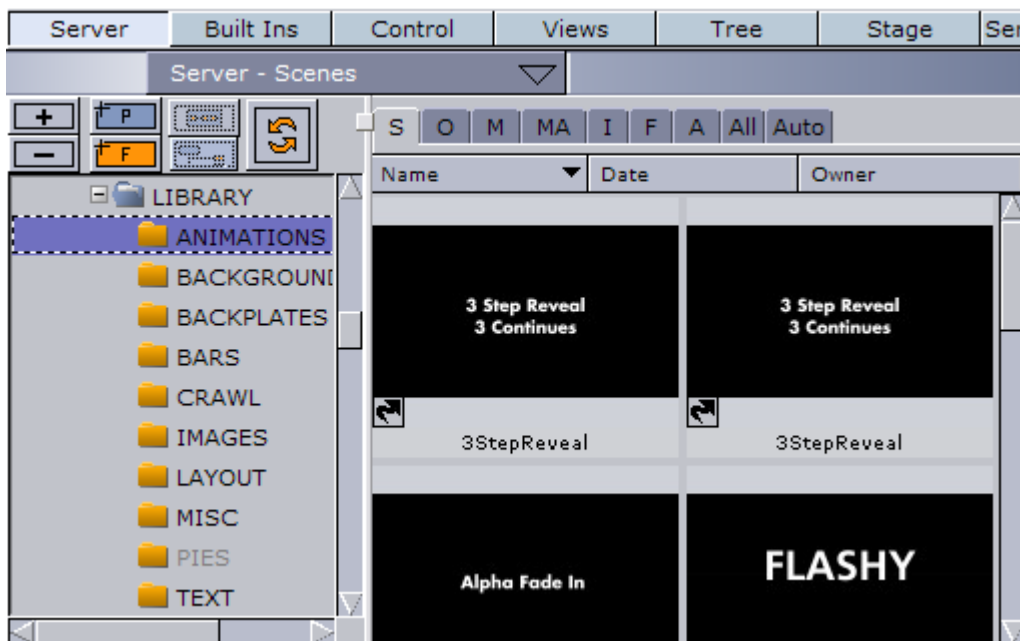 Server Built Ins Control Views Tree Stage Ser
Server - Scenes
+ P
- F
S O M MA I F A All Auto
Name Date Owner
LIBRARY
ANIMATIONS
BACKGROUND
BACKPLATES
BARS
CRAWL
IMAGES
LAYOUT
MISC
PIES
TEXT
3 Step Reveal
3 Continues
3StepReveal
3 Step Reveal
3 Continues
3StepReveal
Alpha Fade In
FLASHY